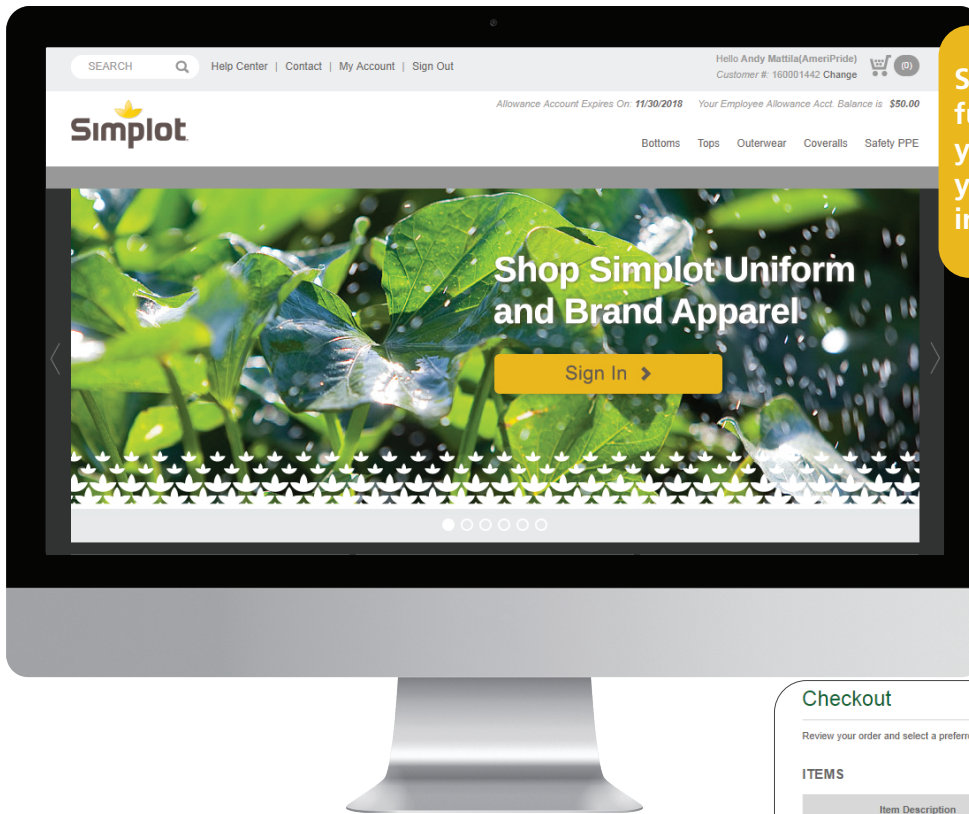 SEARCH
Help Center | Contact | My Account | Sign Out
Hello Andy Mattila(AmeriPride)
Customer #: 160001442 Change
(0)
Allowance Account Expires On: 11/30/2018 Your Employee Allowance Acct. Balance is $50.00
Simplot
Bottoms Tops Outerwear Coveralls Safety PPE
Shop Simplot Uniform
and Brand Apparel
Sign In
Checkout
Review your order and select a
ITEMS
Item Description